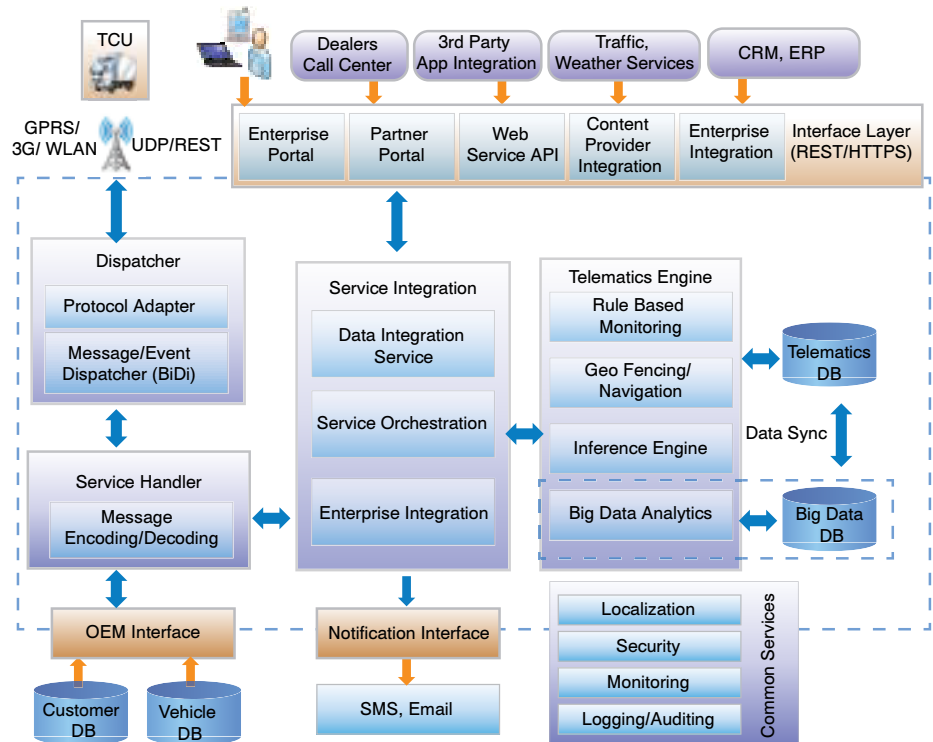 TCU
GPRS/
3G/ WLAN
UDP/REST
Dealers
Call Center
3rd Party
App Integration
Traffic,
Weather Services
CRM, ERP
Enterprise
Portal
Partner
Portal
Web
Service API
Content
Provider
Integration
Enterprise
Integration
Interface Layer
(REST/HTTPS)
Dispatcher
Protocol Adapter
Message/Event
Dispatcher (BiDi)
Service Handler
Message
Encoding/Decoding
OEM Interface
Customer
DB
Vehicle
DB
Service Integration
Data Integration
Service
Service Orchestration
Enterprise Integration
Notification Interface
SMS, Email
Telematics Engine
Rule Based
Monitoring
Geo Fencing/
Navigation
Inference Engine
Big Data Analytics
Telematics
DB
Data Sync
Big Data
DB
Localization
Security
Monitoring
Logging/Auditing
Common Services